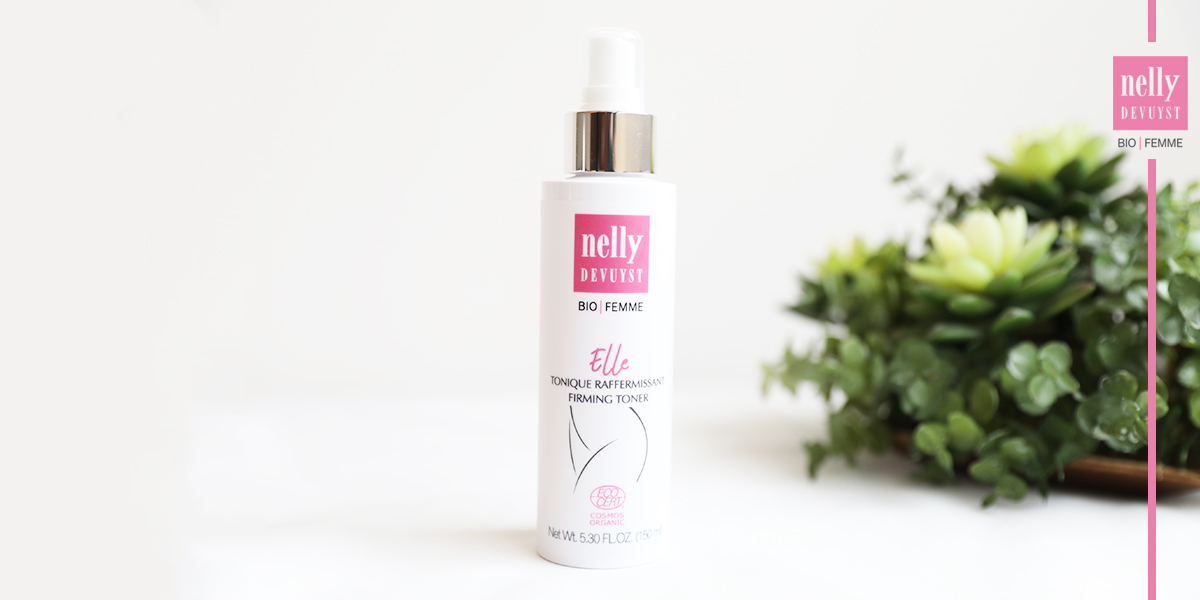 nelly
DEVUYST
BIO | FEMME
Elle
TONIQUE RAFFERMISSANT
FIRMING TONER
ECO
CERT
COSMOS
ORGANIC
Net Wt. 5.30 FL.OZ. (150 ml)
nelly
DEVUYST
BIO | FEMME